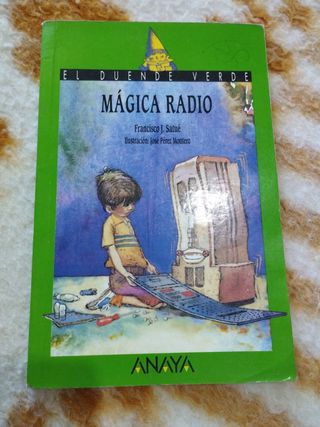 EL DUENDE VERDE
MÁGICA RADIO
Francisco J. Satué
Ilustración: José Pérez Montero
ANAYA